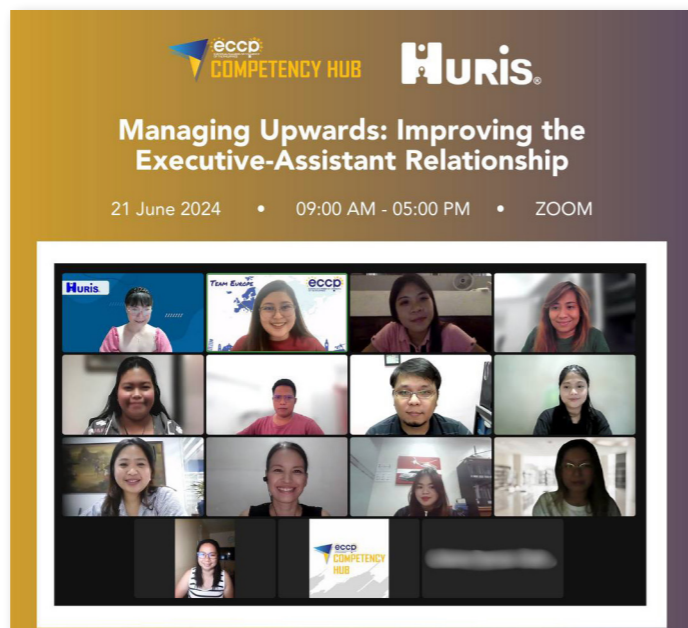 eccp
COMPETENCY HUB
HURIS®
Managing Upwards: Improving the
Executive-Assistant Relationship
21 June 2024 • 09:00 AM - 05:00 PM • ZOOM
HURIS
TEAM EUROPE
eccp
eccp
COMPETENCY
HUB